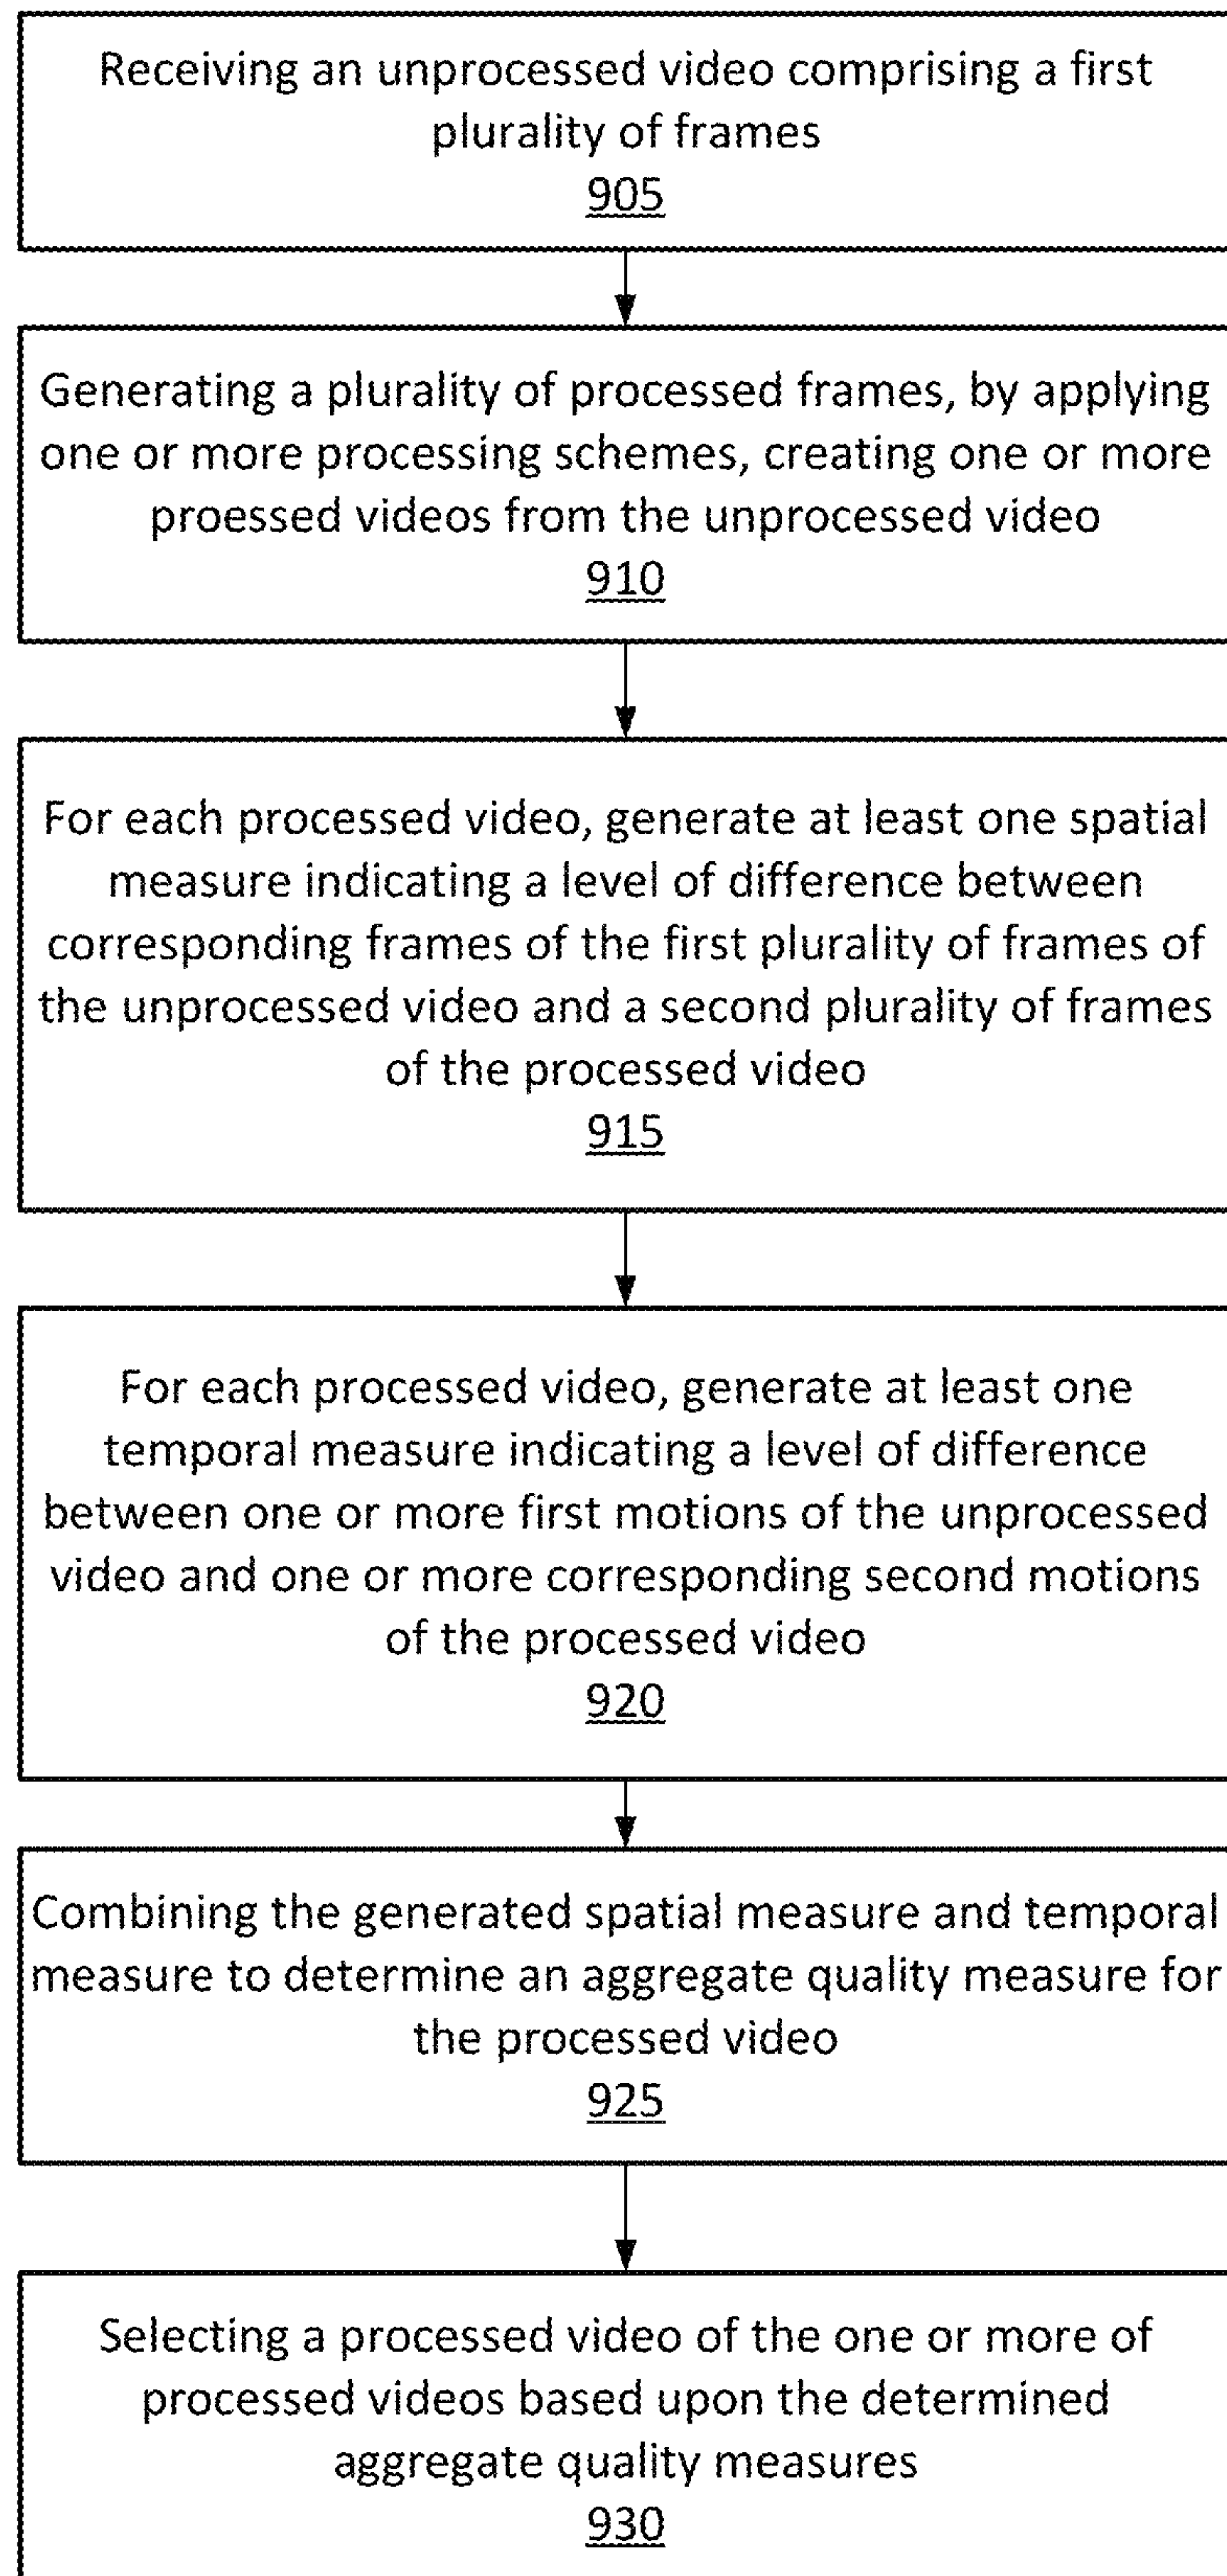 Receiving an unprocessed video comprising a first
plurality of frames
905
Generating a plurality of processed frames, by applying
one or more processing schemes, creating one or more
proessed videos from the unprocessed video
910
For each processed video, generate at least one spatial
measure indicating a level of difference between
corresponding frames of the first plurality of frames of
the unprocessed video and a second plurality of frames
of the processed video
915
For each processed video, generate at least one
temporal measure indicating a level of difference
between one or more first motions of the unprocessed
video and one or more corresponding second motions
of the processed video
920
Combining the generated spatial measure and temporal
measure to determine an aggregate quality measure for
the processed video
925
Selecting a processed video of the one or more of
processed videos based upon the determined
aggregate quality measures
930